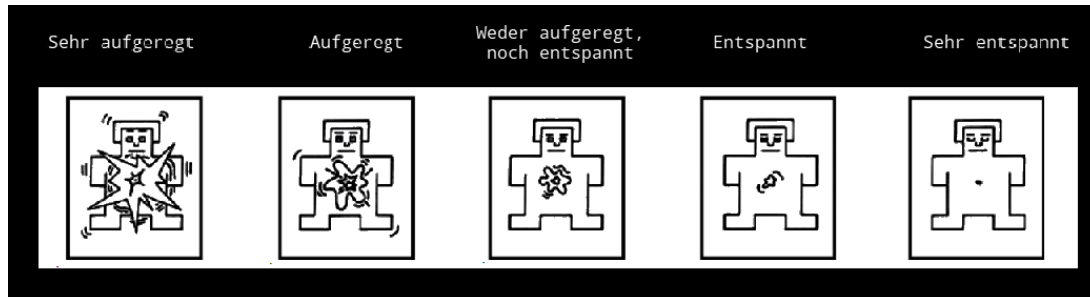 Sehr aufgeregt
Aufgeregt
Weder aufgeregt,
noch entspannt
Entspannt
Sehr entspannt